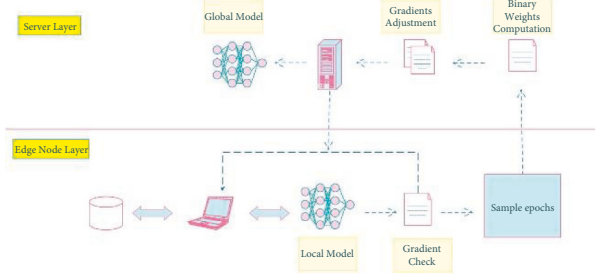 Server Layer
Global Model
Gradients
Adjustment
Binary
Weights
Computation
Edge Node Layer
Local Model
Gradient
Check
Sample epochs